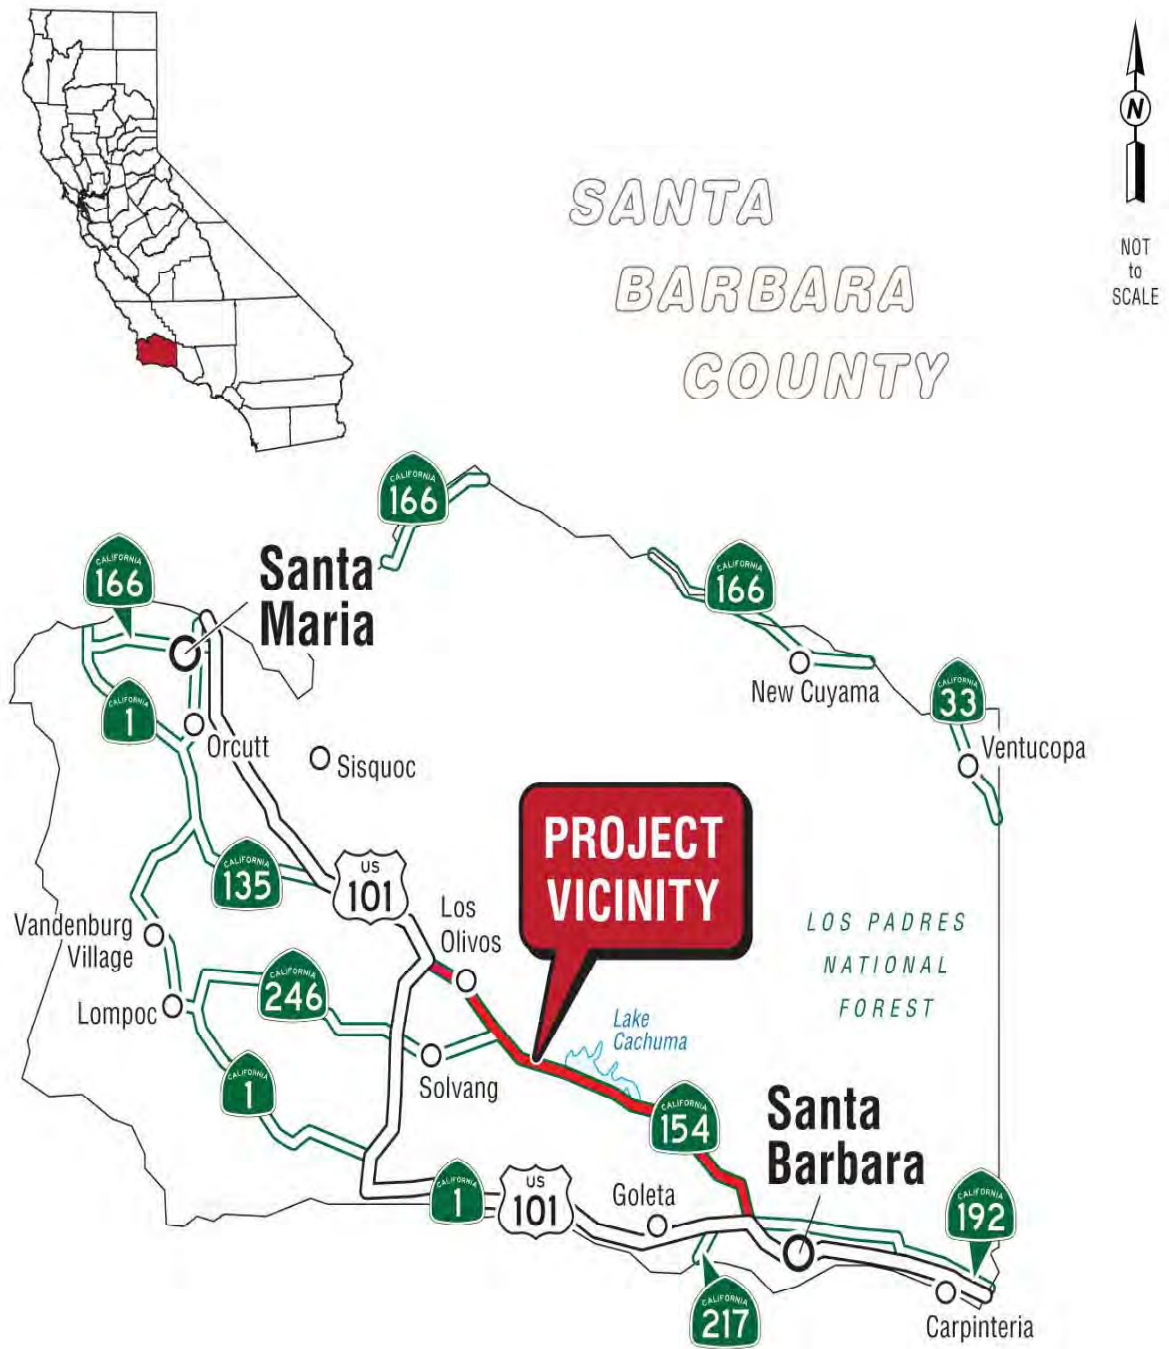 N
NOT
to
SCALE
SANTA
BARBARA
COUNTY
CALIFORNIA
166
CALIFORNIA
166
Santa
Maria
CALIFORNIA
166
New Cuyama
CALIFORNIA
33
Ventucopa
CALIFORNIA
1
Orcutt
Sisquoc
PROJECT
VICINITY
CALIFORNIA
135
US
101
Los
Olivos
LOS PADRES
NATIONAL
FOREST
Vandenburg
Village
CALIFORNIA
246
Lompoc
Lake
Cachuma
Solvang
CALIFORNIA
1
CALIFORNIA
154
Santa
Barbara
CALIFORNIA
1
US
101
Goleta
CALIFORNIA
192
CALIFORNIA
217
Carpinteria